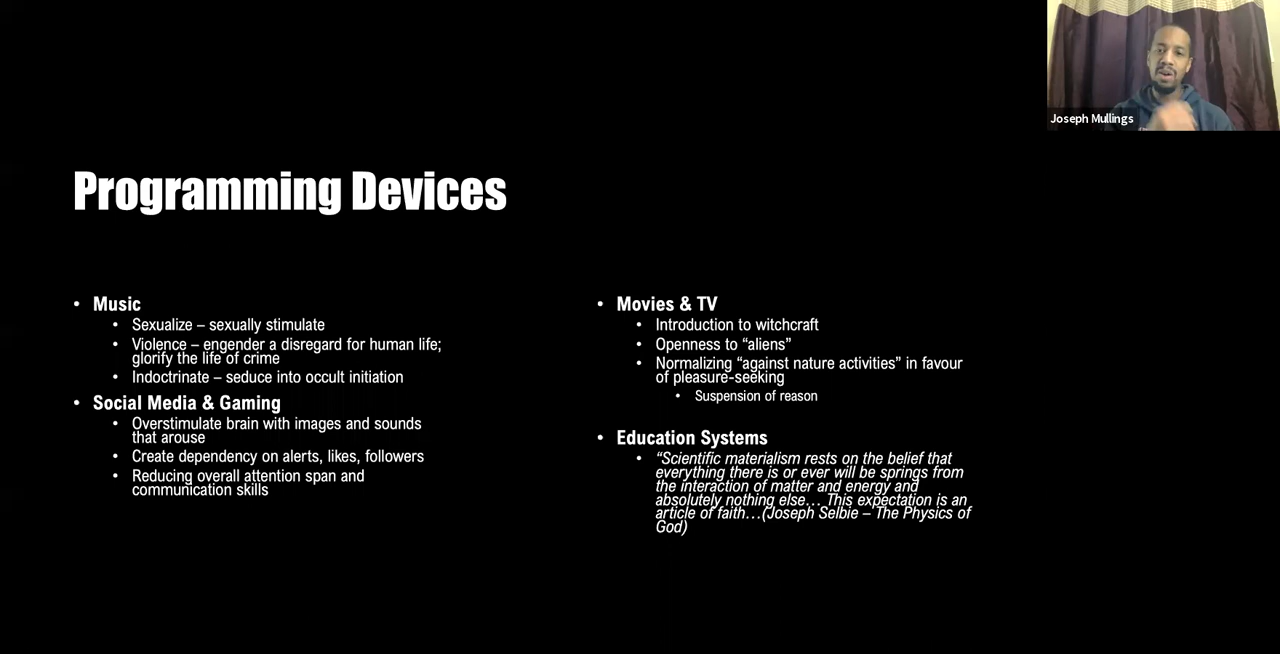 Joseph Mullings
Programming Devices
• Music
• Sexualize – sexually stimulate
• Violence – engender a disregard for human life;
glorify the life of crime
• Indoctrinate – seduce into occult initiation
• Social Media & Gaming
• Overstimulate brain with images and sounds
that arouse
• Create dependency on alerts, likes, followers
• Reducing overall attention span and
communication skills
• Movies & TV
• Introduction to witchcraft
• Openness to “aliens”
• Normalizing “against nature activities” in favour
of pleasure-seeking
• Suspension of reason
• Education Systems
• “Scientific materialism rests on the belief that
everything there is or ever will be springs from
the interaction of matter and energy and
absolutely nothing else… This expectation is an
article of faith…(Joseph Selbie – The Physics of
God)